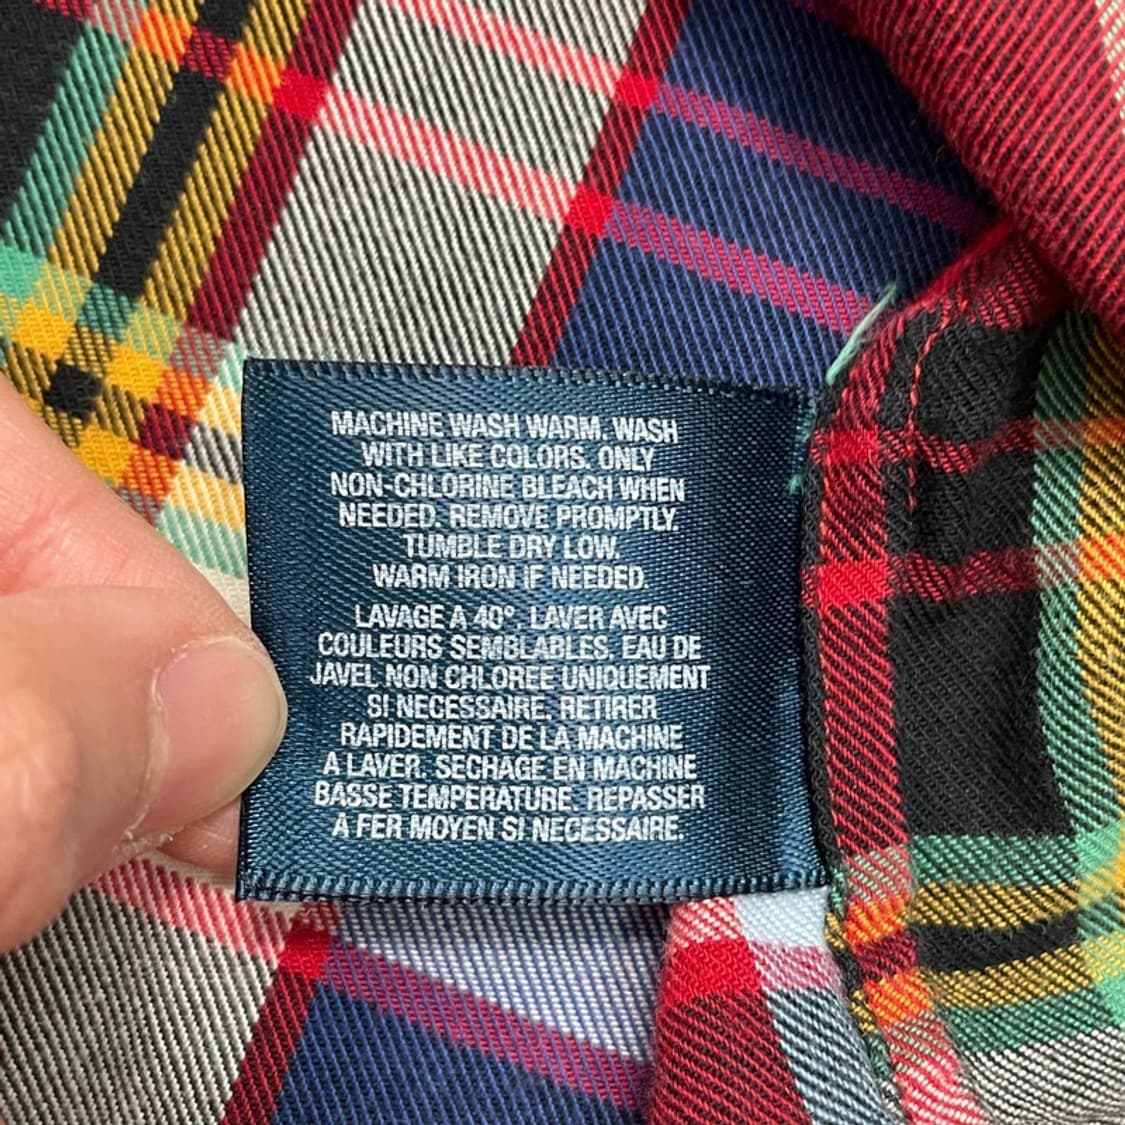 MACHINE WASH WARM. WASH
WITH LIKE COLORS. ONLY
NON-CHLORINE BLEACH WHEN
NEEDED. REMOVE PROMPTLY.
TUMBLE DRY LOW.
WARM IRON IF NEEDED.
LAVAGE A 40°. LAVER AVEC
COULEURS SEMBLABLES. EAU DE
JAVEL NON CHLOREE UNIQUEMENT
SI NECESSAIRE. RETIRER
RAPIDEMENT DE LA MACHINE
A LAVER. SECHAGE EN MACHINE
BASSE TEMPERATURE. REPASSER
A FER MOYEN SI NECESSAIRE.